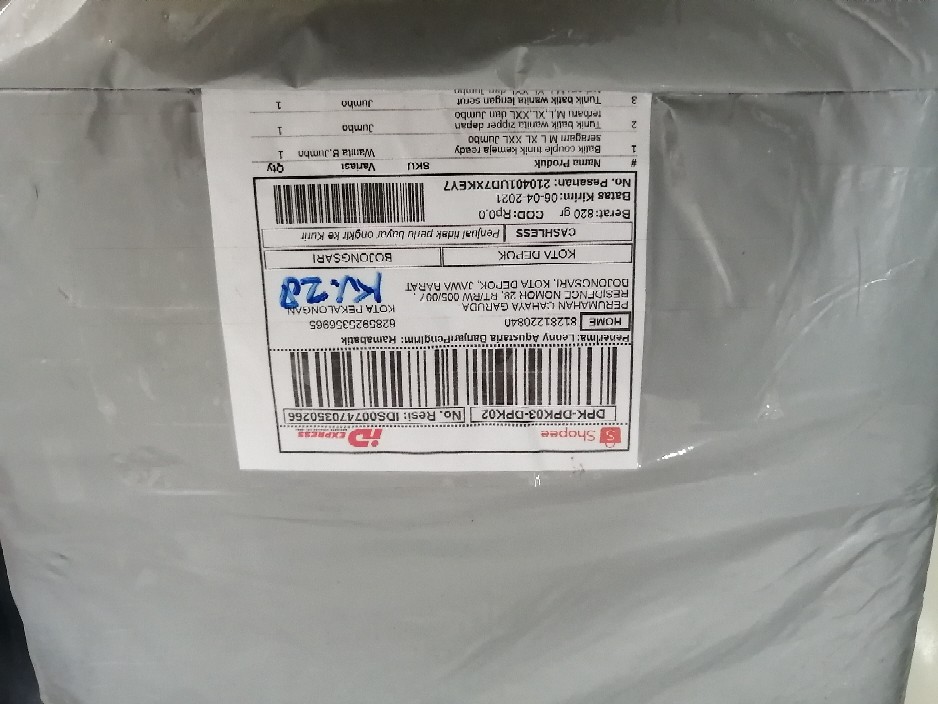 Shopee iD EXPRESS
DPK-DPK03-DPK02 No. Resi: IDS007470350266
Penerima: Lenny Agustaria Banjar Pengirim: Kamabatik
HOME 81281220840 6285925356965
PERUMAHAN CAHAYA GARUDA KOTA PEKALONGAN
RESIDENCE NOMOR 28, RT/RW 005/007,
BOJONGSARI, KOTA DEPOK, JAWA BARAT
KV.28
KOTA DEPOK BOJONGSARI
CASHLESS Penjual tidak perlu bayar ongkir ke Kurir
Berat: 820 gr COD: Rp0,0
Batas Kirim: 06-04-2021
No. Pesanan: 210401UD7XKEY7
# Nama Produk SKU Variasi Qty
1 Batik couple tunik kemeja ready Wanita B,Jumbo 1
seragam M L XL XXL Jumbo
2 Tunik batik wanita zipper depan Jumbo 1
terbaru M,L XL,XXL dan Jumbo
3 Tunik batik wanita lengan serut Jumbo 1